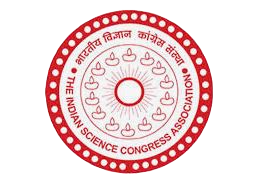 भारतीय विज्ञान कांग्रेस संस्था
THE INDIAN SCIENCE CONGRESS ASSOCIATION